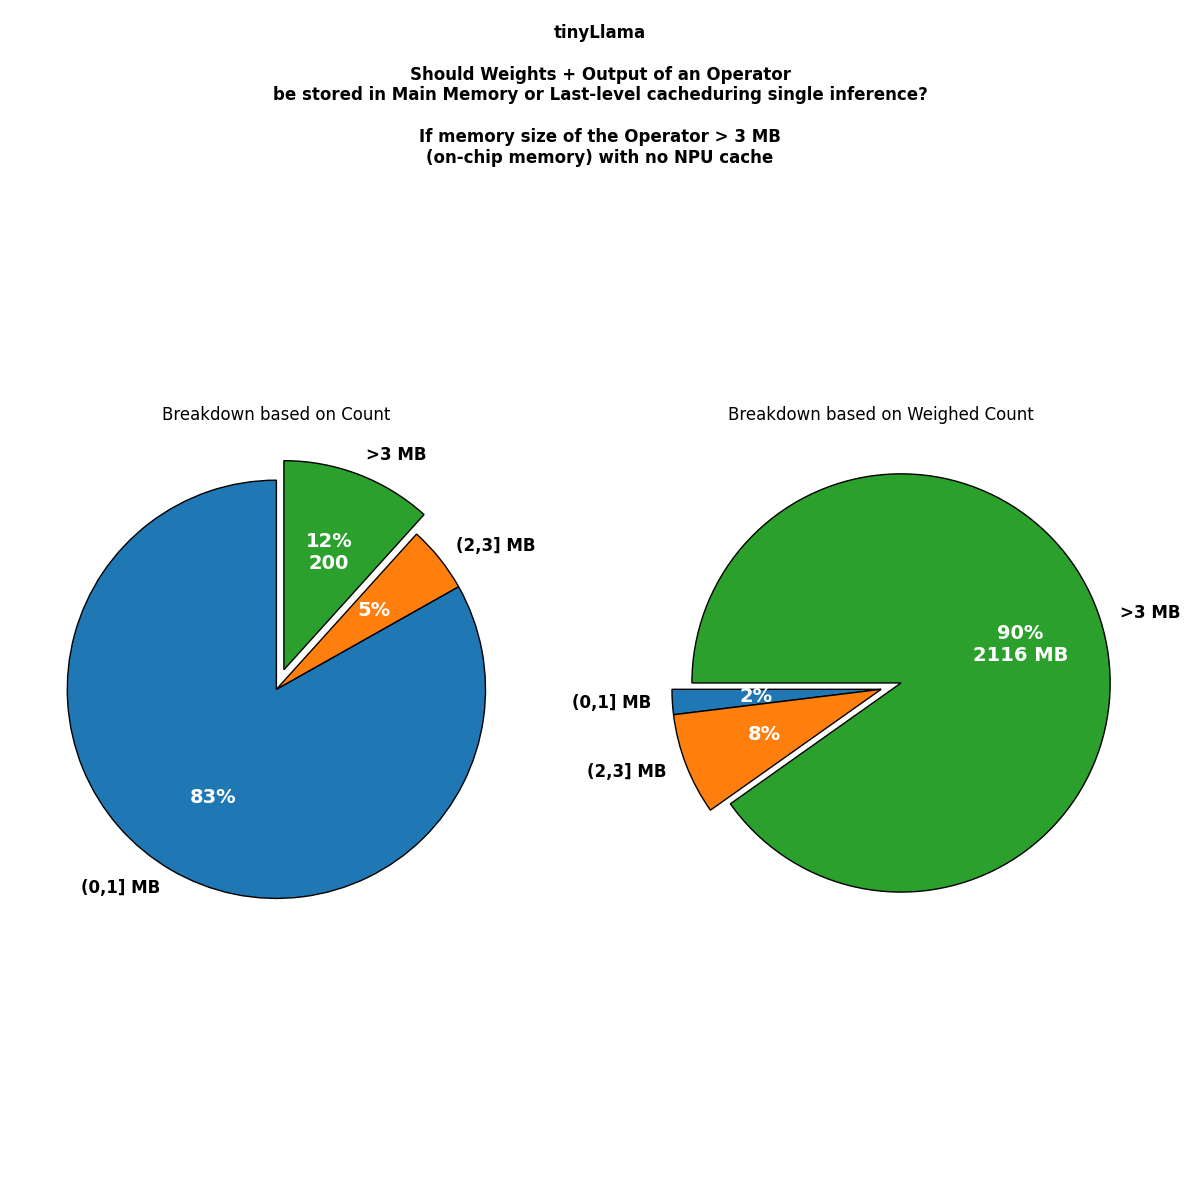 tinyLlama
Should Weights + Output of an Operator
be stored in Main Memory or Last-level cacheduring single inference?
If memory size of the Operator > 3 MB
(on-chip memory) with no NPU cache
Breakdown based on Count
>3 MB
12%
200
(2,3] MB
5%
83%
(0,1] MB
Breakdown based on Weighed Count
>3 MB
90%
2116 MB
(0,1] MB
2%
8%
(2,3] MB